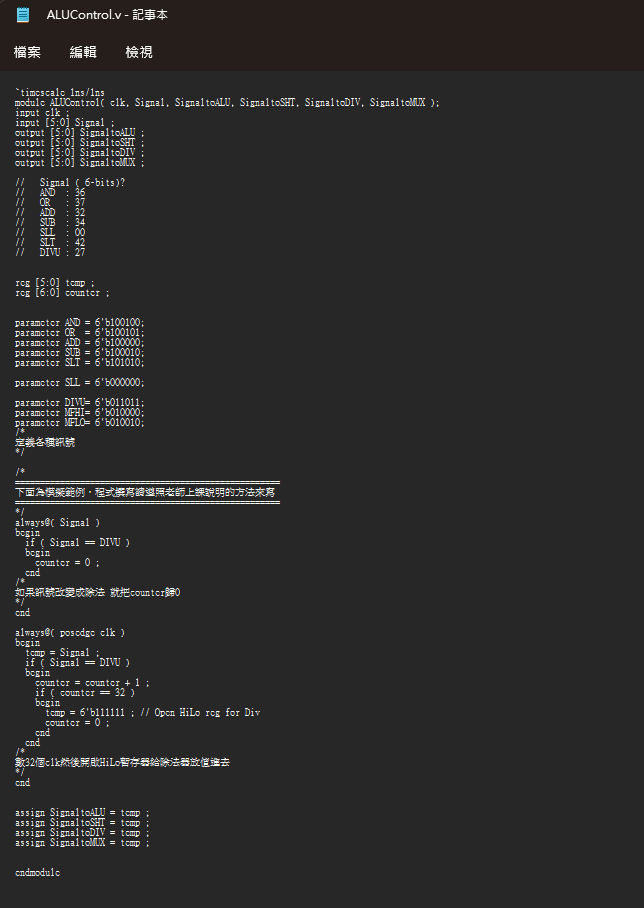 ALUControl.v - 記事本
檔案 編輯 檢視
`timescale 1ns/1ns
module ALUControl( clk, Signal, SignaltoALU, SignaltoSHT, SignaltoDIV, SignaltoMUX );
input clk ;
input [5:0] Signal ;
output [5:0] SignaltoALU ;
output [5:0] SignaltoSHT ;
output [5:0] SignaltoDIV ;
output [5:0] SignaltoMUX ;
//   Signal ( 6-bits)?
//   AND  : 36
//   OR   : 37
//   ADD  : 32
//   SUB  : 34
//   SLL  : 00
//   SLT  : 42
//   DIVU : 27
reg [5:0] temp ;
reg [6:0] counter ;
parameter AND = 6'b100100;
parameter OR  = 6'b100101;
parameter ADD = 6'b100000;
parameter SUB = 6'b100010;
parameter SLT = 6'b101010;
parameter SLL = 6'b000000;
parameter DIVU= 6'b011011;
parameter MFHI= 6'b010000;
parameter MFLO= 6'b010010;
/*
定義各種訊號
*/
/*
=====================================================
下面為模擬範例，程式撰寫請遵照老師上課說明的方法來寫
=====================================================
*/
always@( Signal )
begin
  if ( Signal == DIVU )
  begin
    counter = 0 ;
  end
/*
如果訊號改變成除法 就把counter歸0
*/
end
always@( posedge clk )
begin
  temp = Signal ;
  if ( Signal == DIVU )
  begin
    counter = counter + 1 ;
    if ( counter == 32 )
    begin
      temp = 6'b111111 ; // Open HiLo reg for Div
      counter = 0 ;
    end
  end
/*
數32個clk然後開啟HiLo暫存器給除法器放值進去
*/
end
assign SignaltoALU = temp ;
assign SignaltoSHT = temp ;
assign SignaltoDIV = temp ;
assign SignaltoMUX = temp ;
endmodule